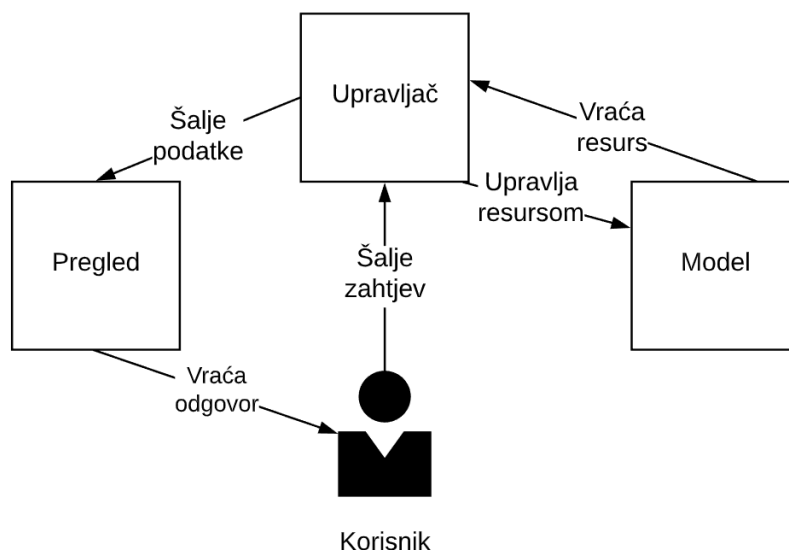 Upravljač
Šalje
podatke
Vraća
resurs
Upravlja
resursom
Pregled
Model
Šalje
zahtjev
Vraća
odgovor
Korisnik